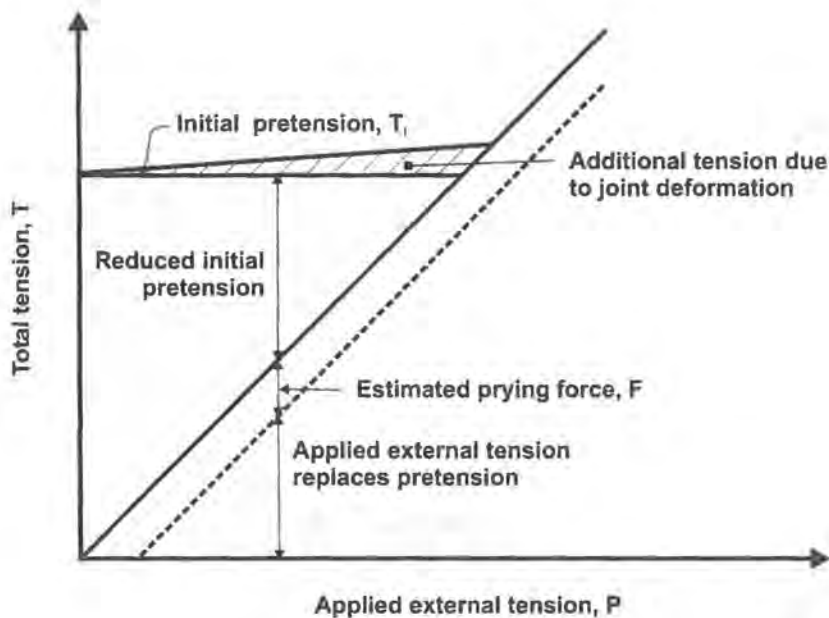 Initial pretension, Ti
Additional tension due
to joint deformation
Reduced initial
pretension
Total tension, T
Estimated prying force, F
Applied external tension
replaces pretension
Applied external tension, P